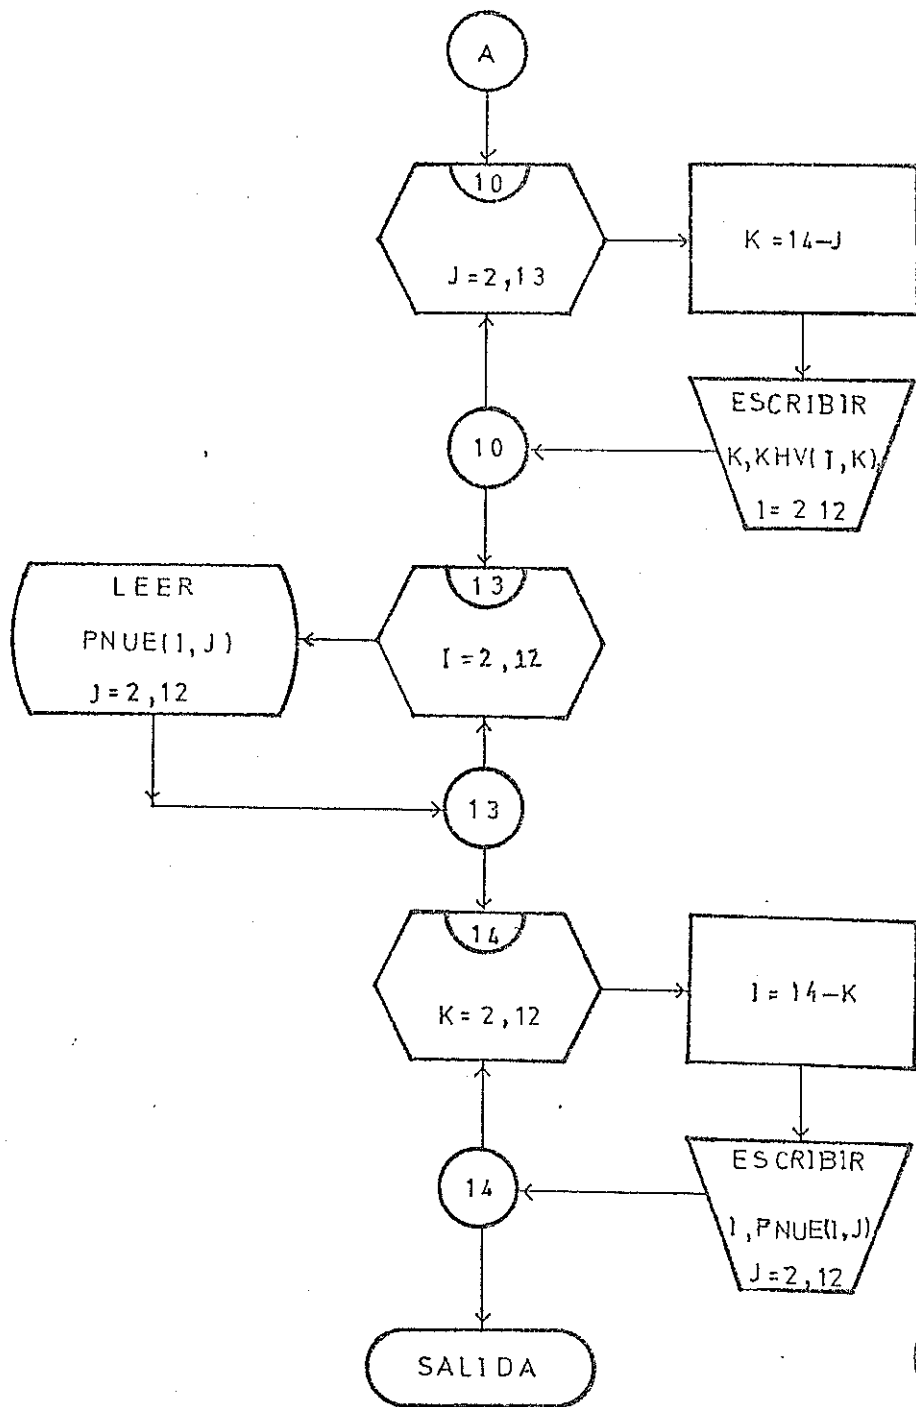 A
10
J=2,13
K=14-J
ESCRIBIR
K,KHV(I,K),
I=2 12
10
13
I=2,12
LEER
PNUE(I,J)
J=2,12
13
14
K=2,12
I=14-K
ESCRIBIR
I,PNUE(I,J)
J=2,12
14
SALIDA